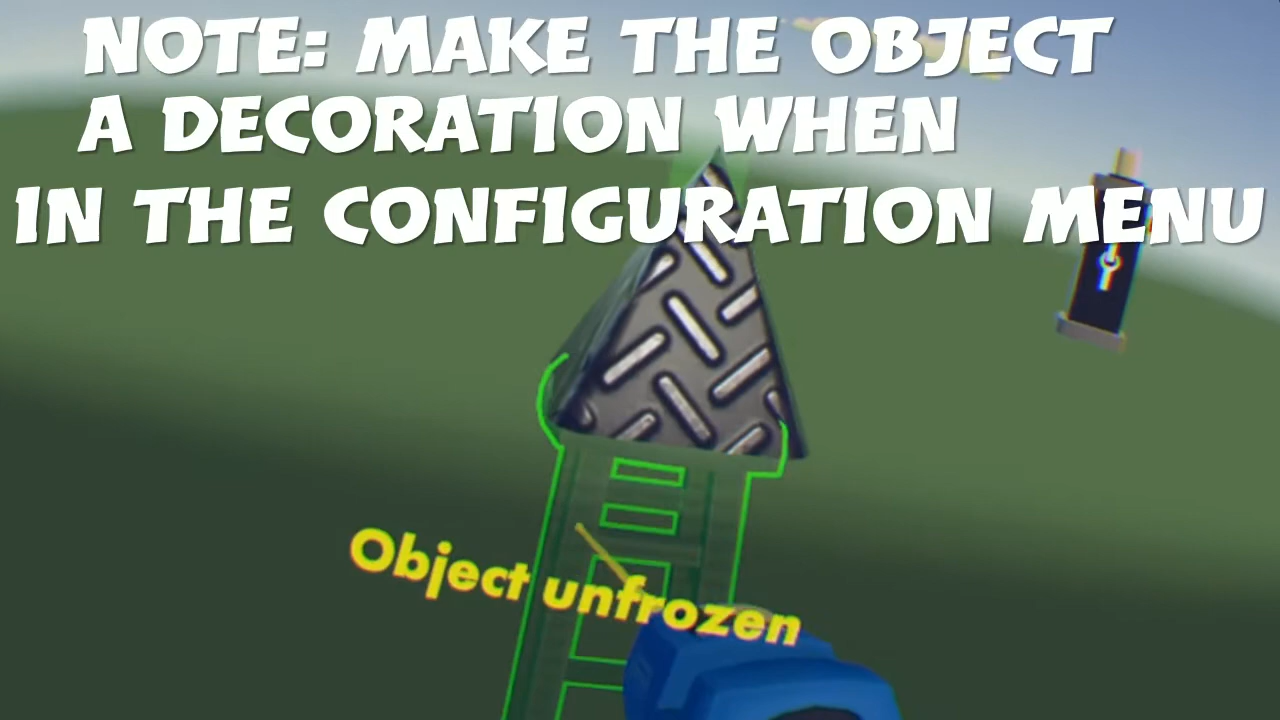 NOTE: MAKE THE OBJECT
A DECORATION WHEN
IN THE CONFIGURATION MENU
Object unfrozen